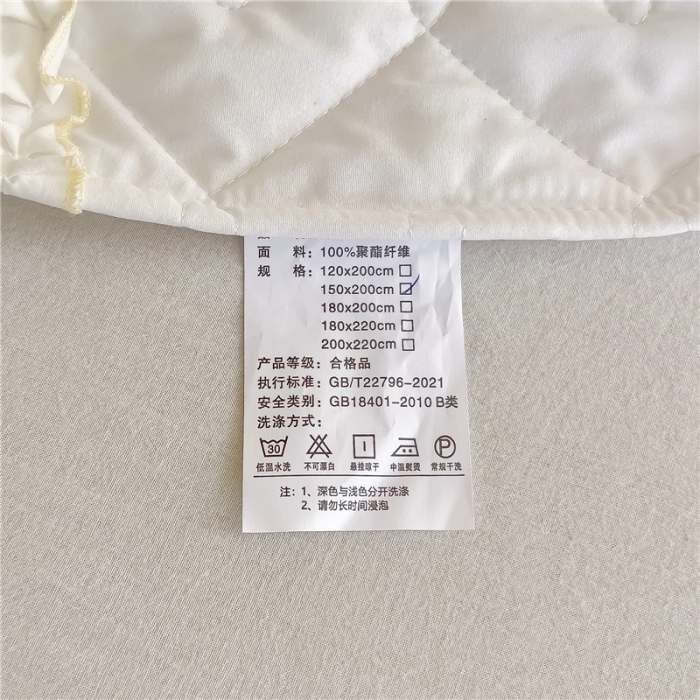 面 料：100%聚酯纤维
规 格：120x200cm□
150x200cm☑
180x200cm□
180x220cm□
200x220cm□
产品等级：合格品
执行标准：GB/T22796-2021
安全类别：GB18401-2010 B类
洗涤方式：
30 P
低温水洗 不可漂白 悬挂晾干 中温熨烫 常规干洗
注：1、深色与浅色分开洗涤
2、请勿长时间浸泡